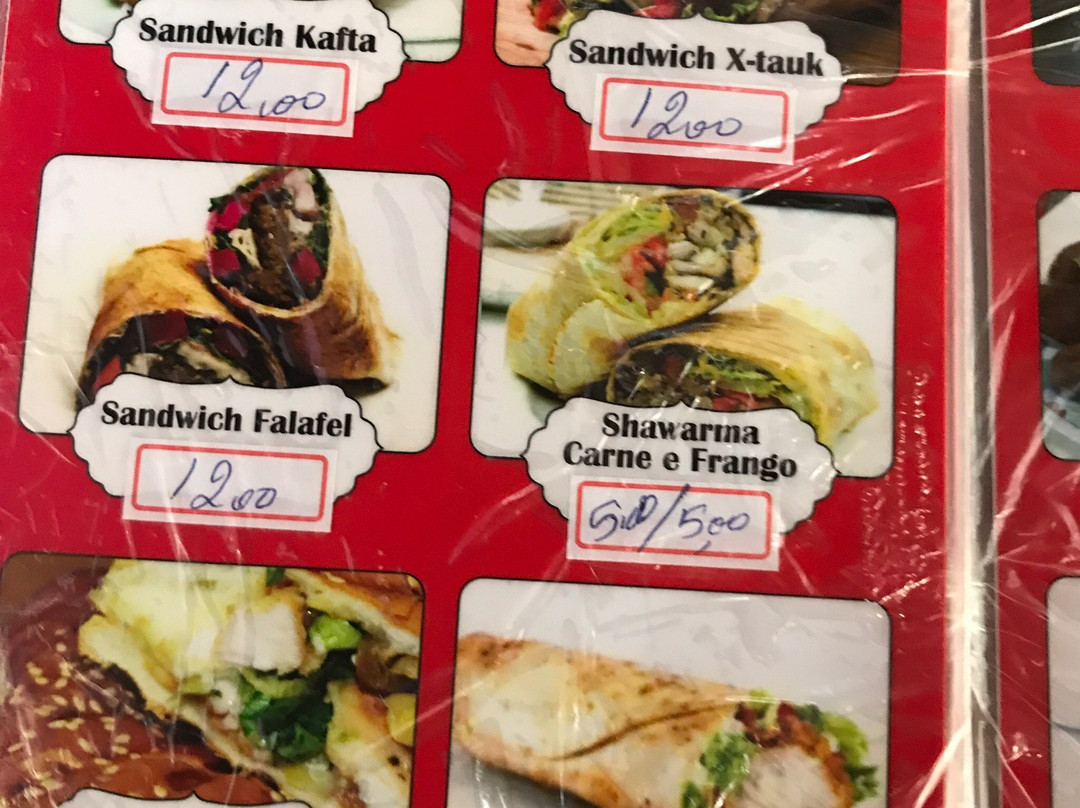 Sandwich Kafta
12,00
Sandwich X-tauk
12,00
Sandwich Falafel
12,00
Shawarma
Carne e Frango
5,00/5,00